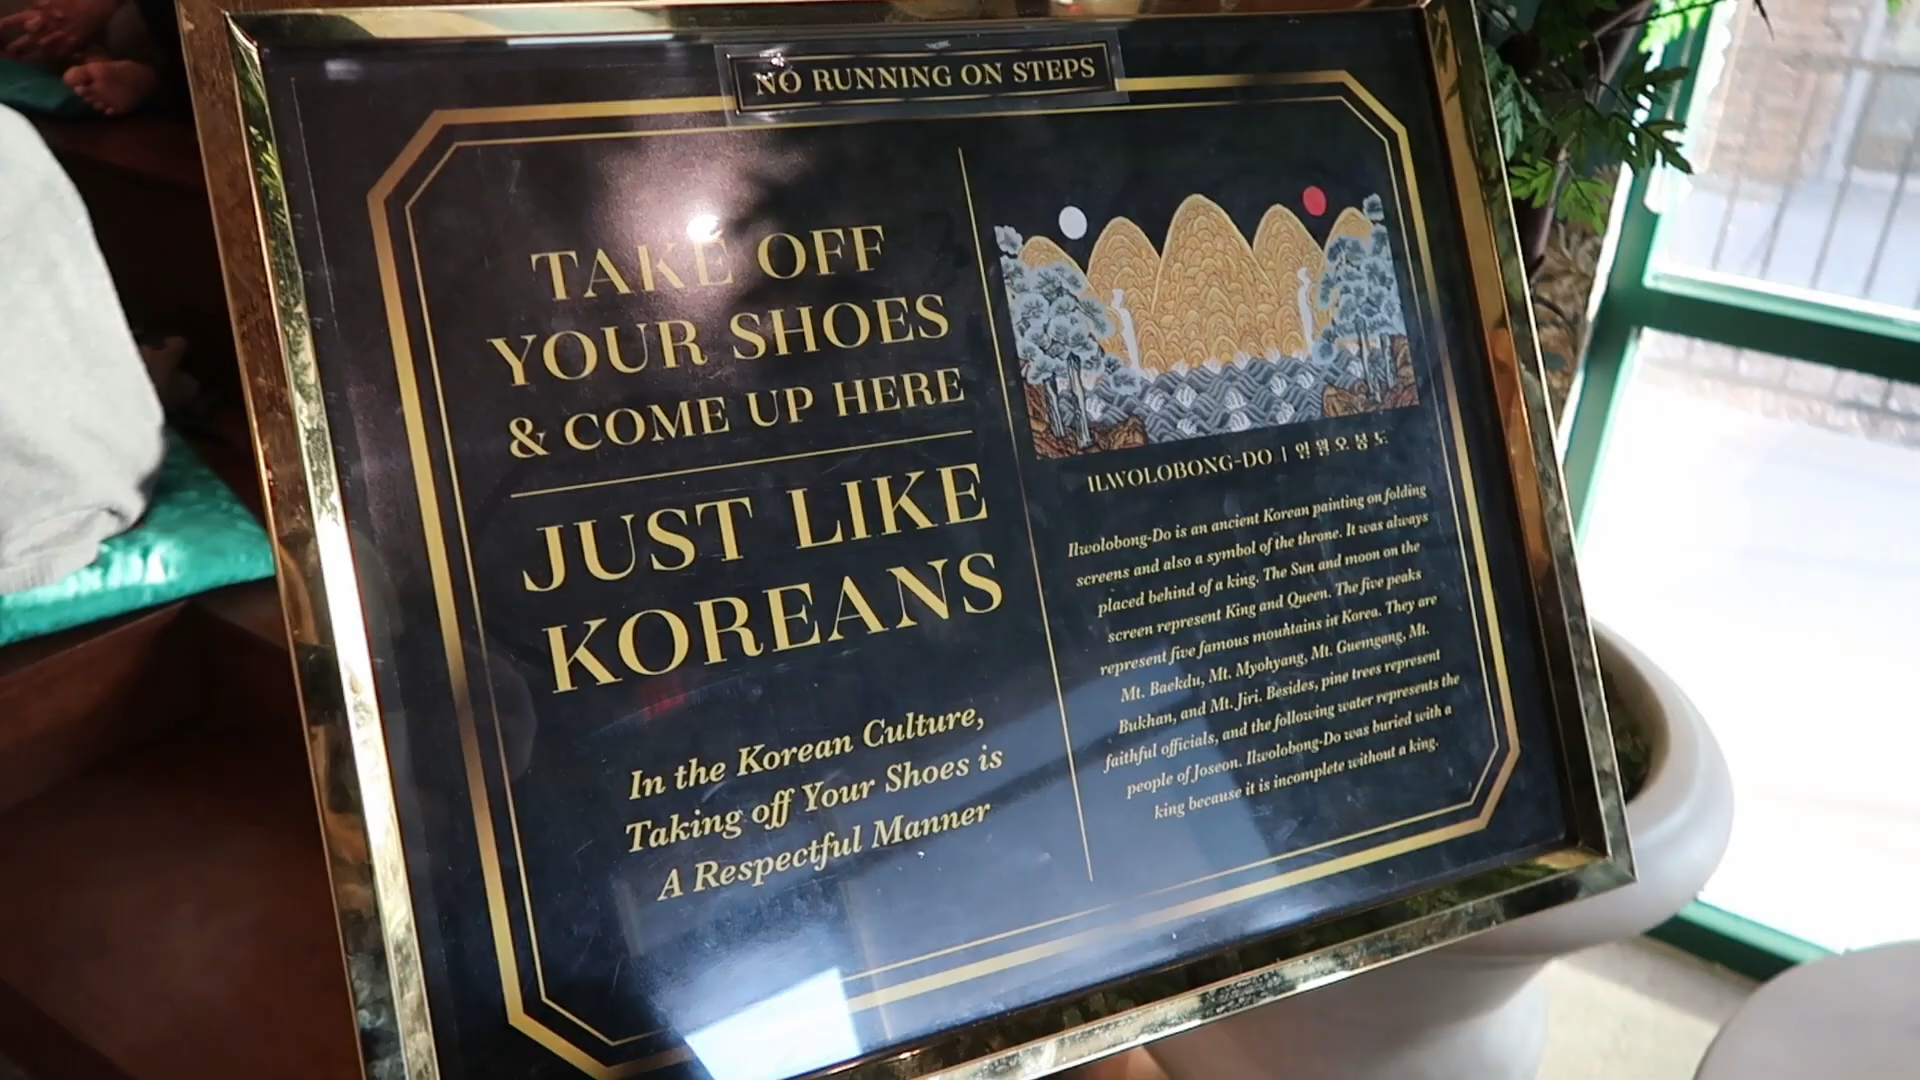 NO RUNNING ON STEPS
TAKE OFF
YOUR SHOES
& COME UP HERE
JUST LIKE
KOREANS
In the Korean Culture,
Taking off Your Shoes is
A Respectful Manner
ILWOLOBONG-DO | 일월오봉도
Ilwolobong-Do is an ancient Korean painting on folding
screens and also a symbol of the throne. It was always
placed behind of a king. The Sun and moon on the
screen represent King and Queen. The five peaks
represent five famous mountains in Korea. They are
Mt. Baekdu, Mt. Myohyang, Mt. Guemgang, Mt.
Bukhan, and Mt. Jiri. Besides, pine trees represent
faithful officials, and the following water represents the
people of Joseon. Ilwolobong-Do was buried with a
king because it is incomplete without a king.